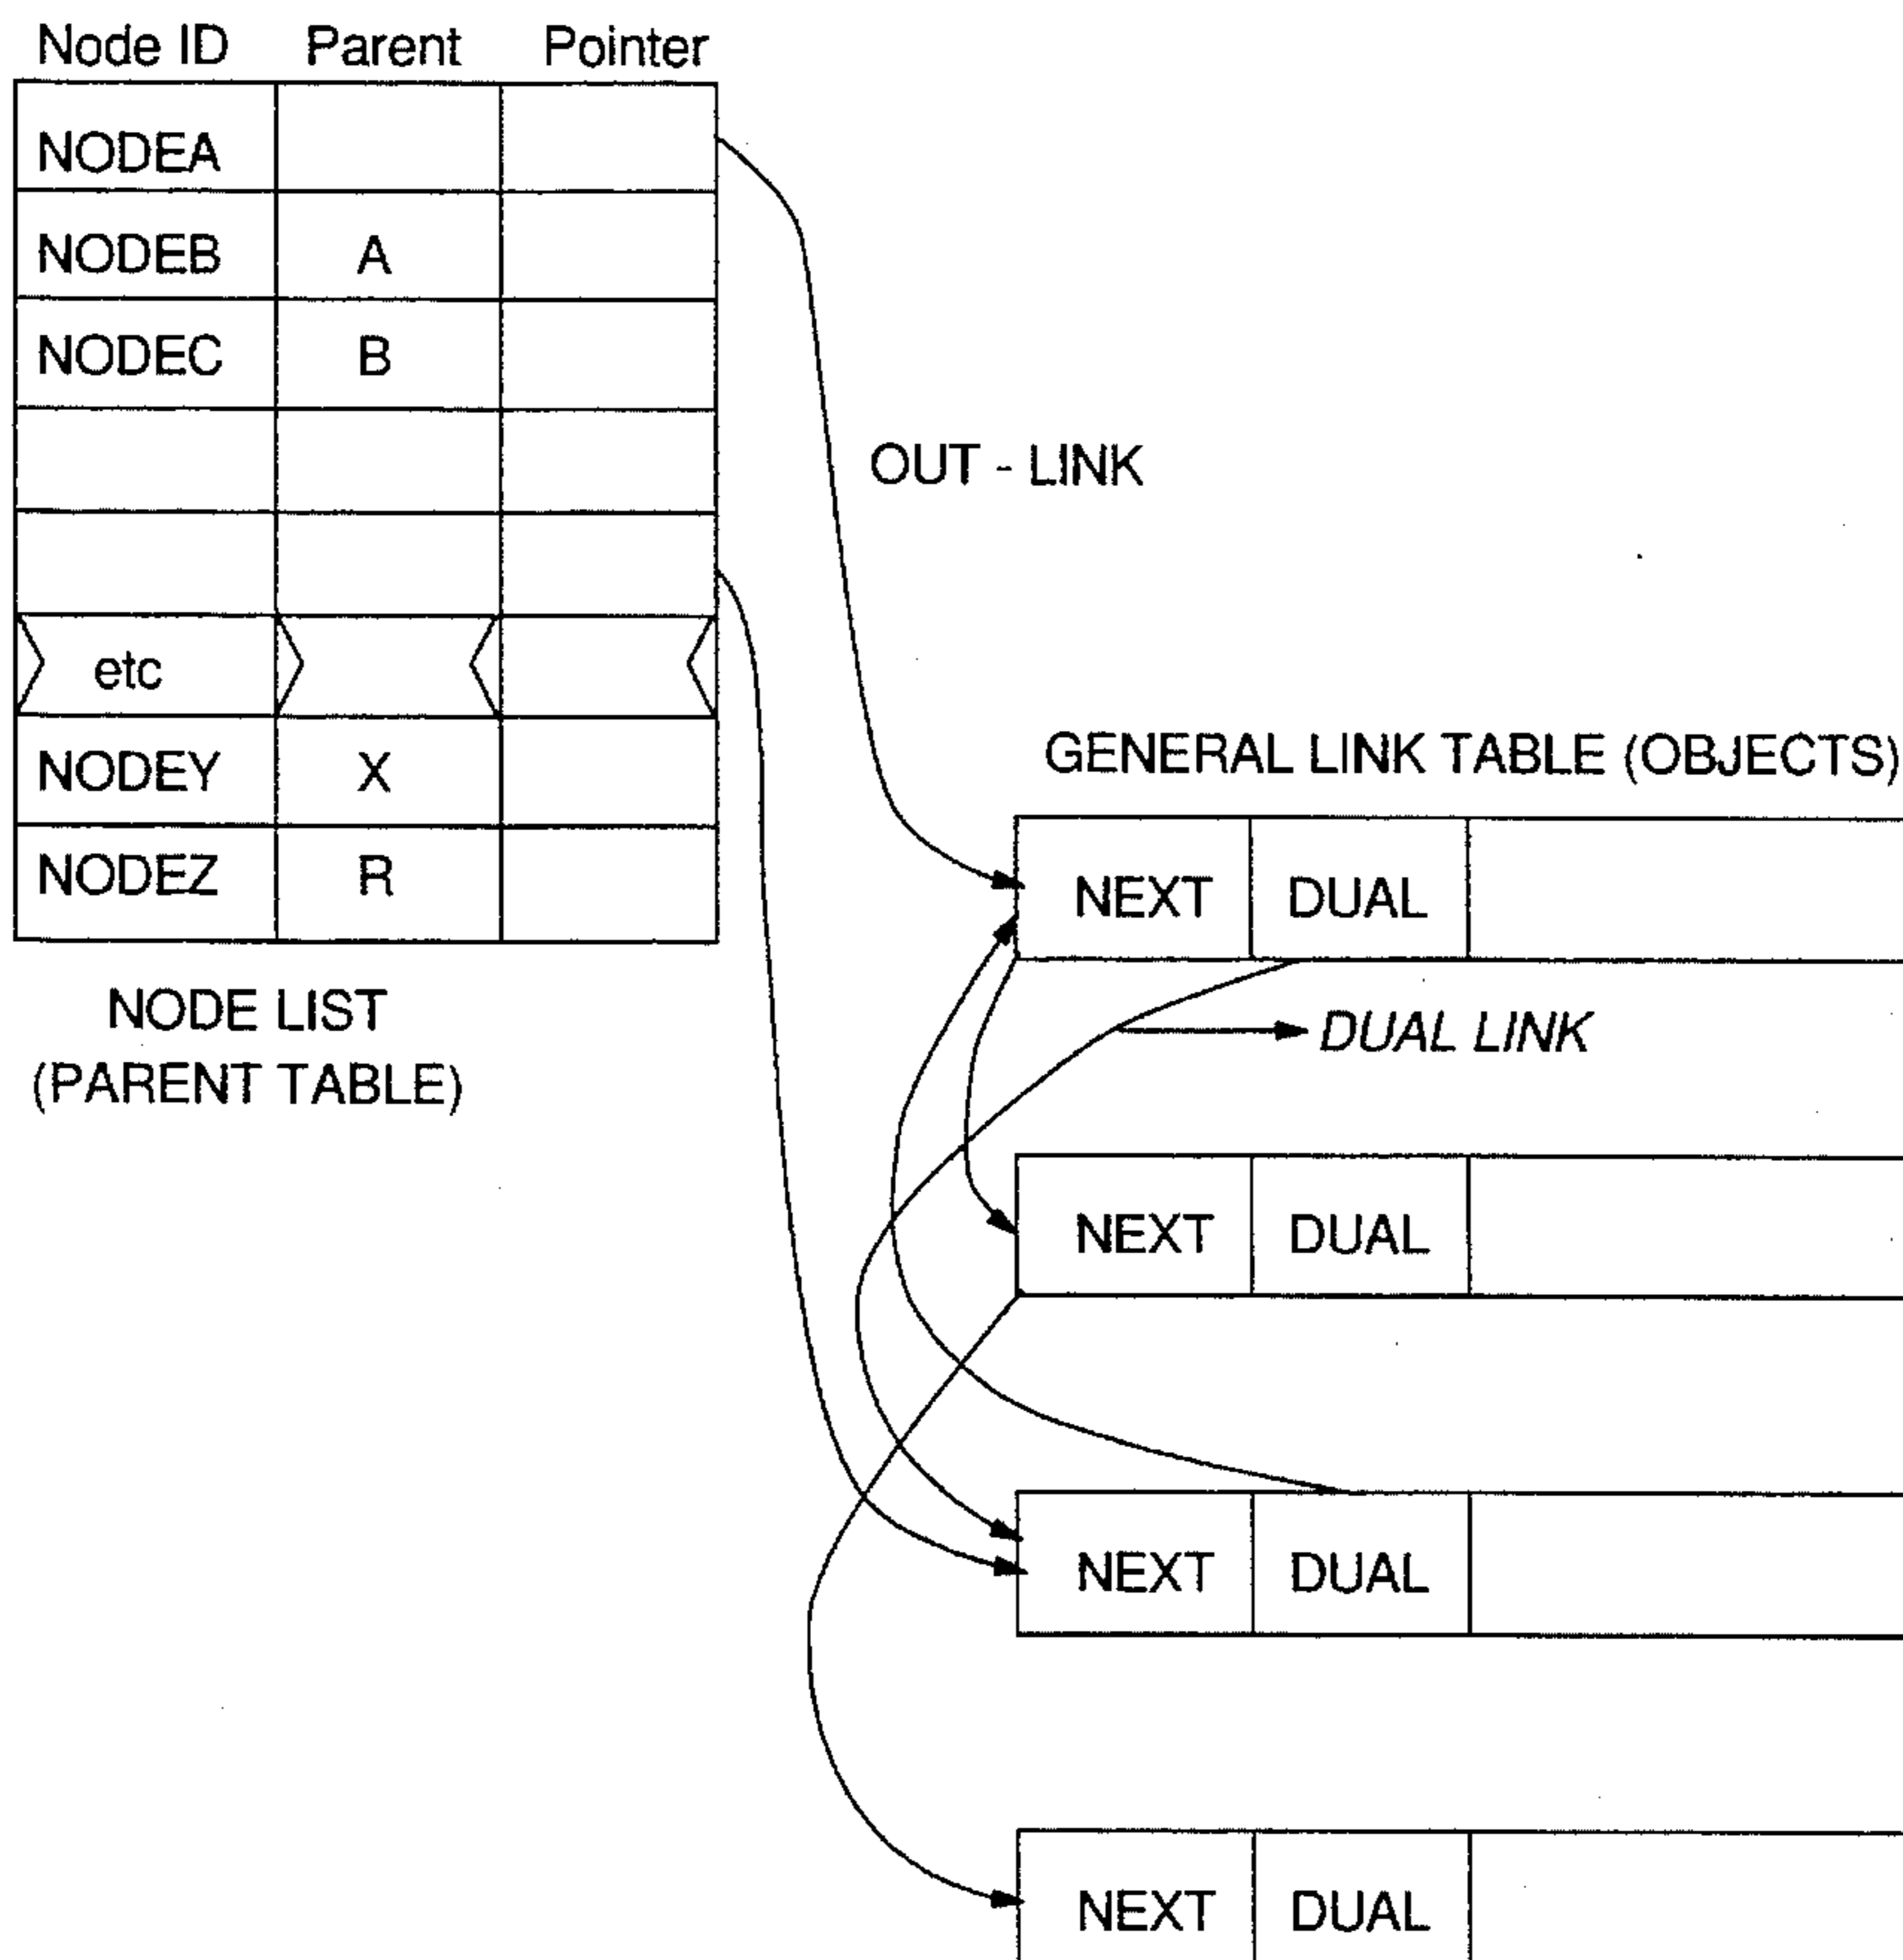 Node ID Parent Pointer
NODEA
NODEB A
NODEC B
etc
NODEY X
NODEZ R
NODE LIST
(PARENT TABLE)
OUT - LINK
GENERAL LINK TABLE (OBJECTS)
NEXT DUAL
DUAL LINK
NEXT DUAL
NEXT DUAL
NEXT DUAL